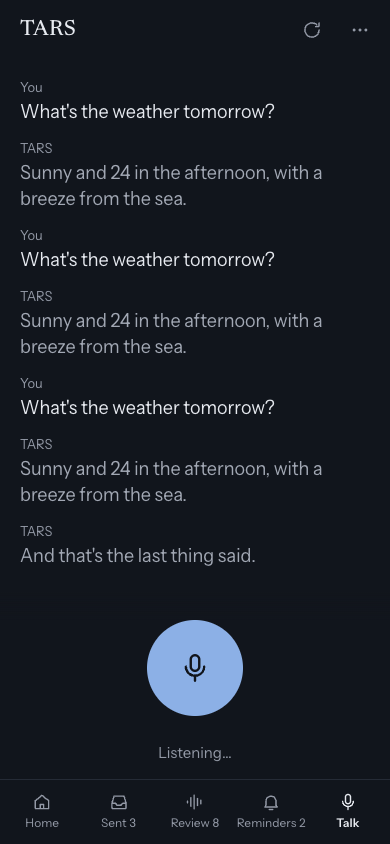 TARS
You
What's the weather tomorrow?
TARS
Sunny and 24 in the afternoon, with a
breeze from the sea.
You
What's the weather tomorrow?
TARS
Sunny and 24 in the afternoon, with a
breeze from the sea.
You
What's the weather tomorrow?
TARS
Sunny and 24 in the afternoon, with a
breeze from the sea.
TARS
And that's the last thing said.
Listening...
Home
Sent 3
Review 8
Reminders 2
Talk